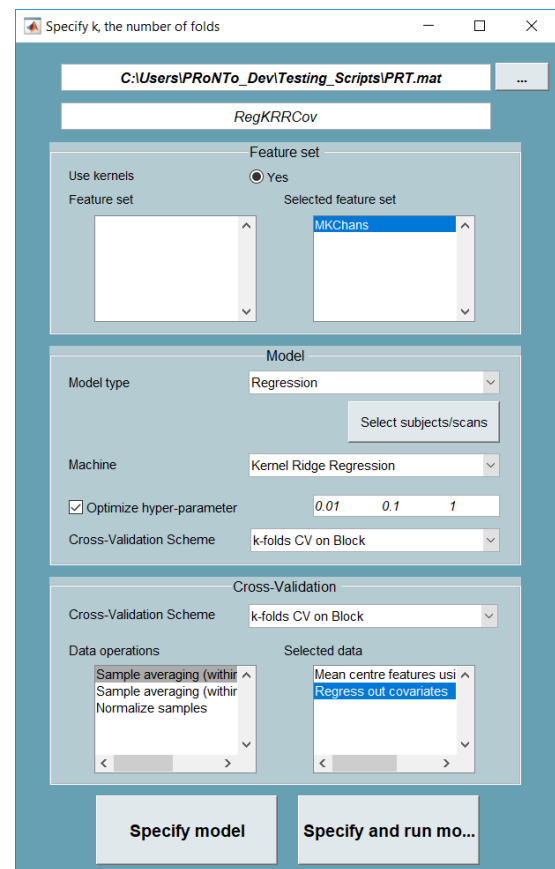 Specify k, the number of folds
C:\Users\PRoNTo_Dev\Testing_Scripts\PRT.mat ...
RegKRRCov
Feature set
Use kernels Yes
Feature set Selected feature set
MKChans
Model
Model type Regression
Select subjects/scans
Machine Kernel Ridge Regression
Optimize hyper-parameter 0.01 0.1 1
Cross-Validation Scheme k-folds CV on Block
Cross-Validation
Cross-Validation Scheme k-folds CV on Block
Data operations Selected data
Sample averaging (withir Mean centre features usi
Sample averaging (withir Regress out covariates
Normalize samples
Specify model Specify and run mo...